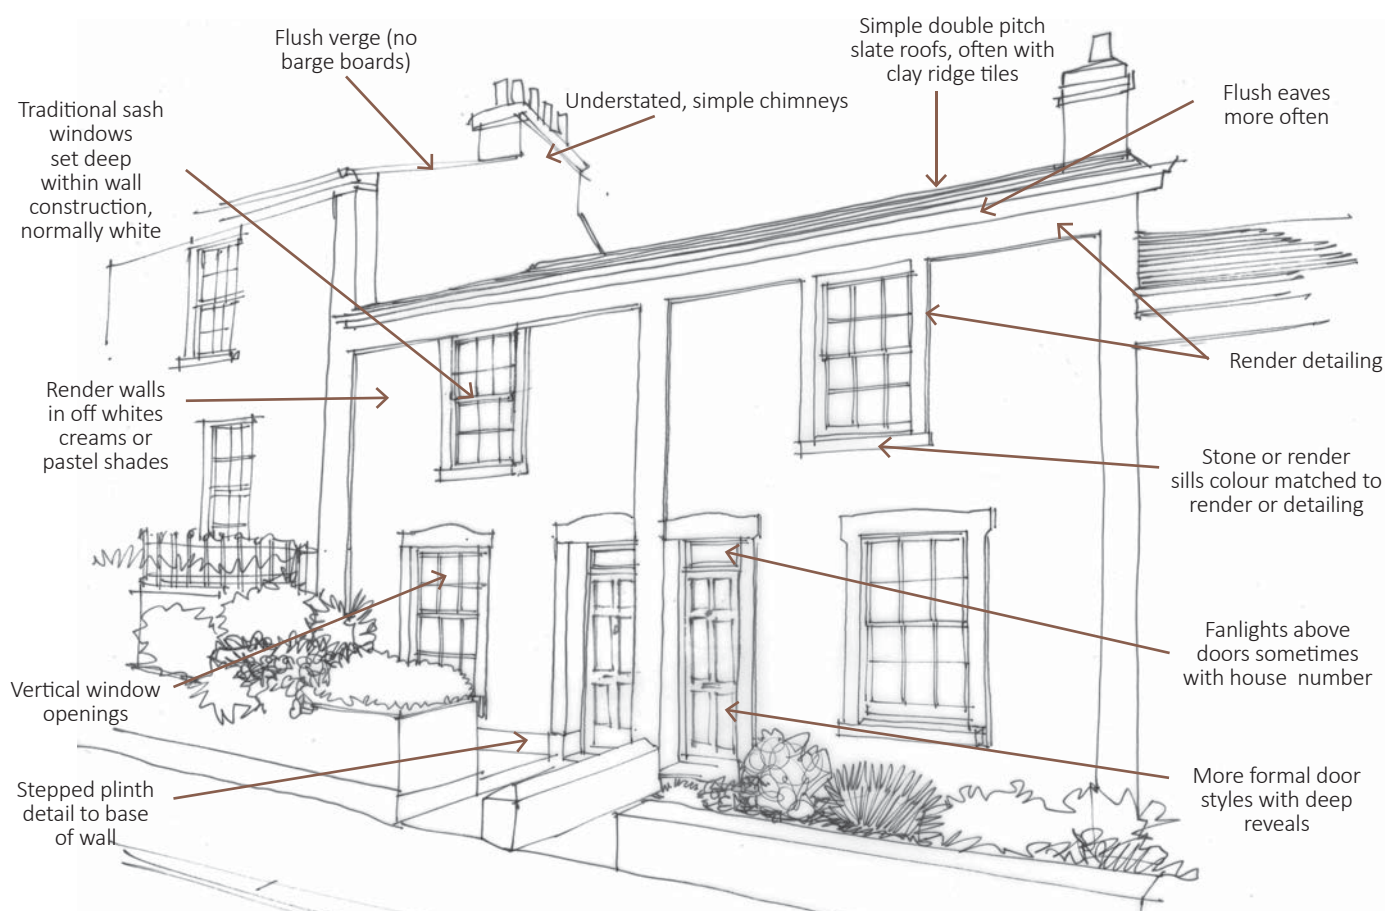 Flush verge (no
barge boards)
Simple double pitch
slate roofs, often with
clay ridge tiles
Understated, simple chimneys
Flush eaves
more often
Traditional sash
windows
set deep
within wall
construction,
normally white
Render detailing
Render walls
in off whites
creams or
pastel shades
Stone or render
sills colour matched to
render or detailing
Fanlights above
doors sometimes
with house number
Vertical window
openings
More formal door
styles with deep
reveals
Stepped plinth
detail to base
of wall